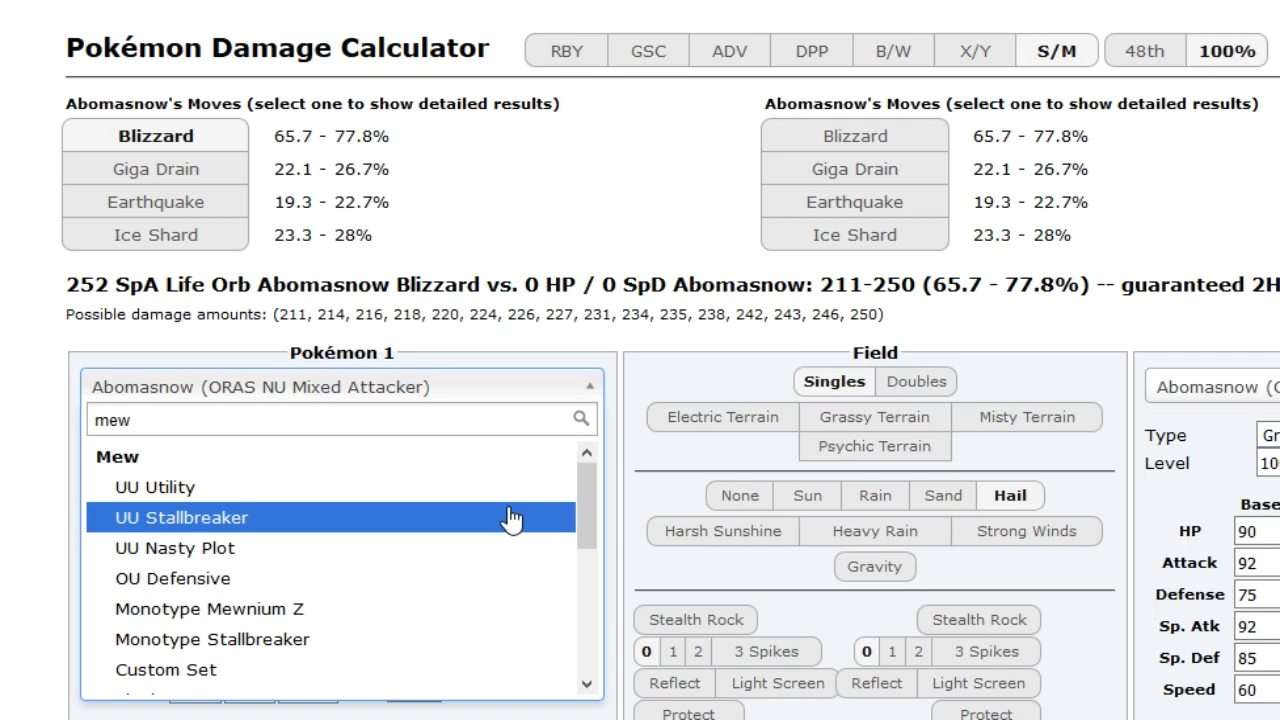 Pokémon Damage Calculator RBY GSC ADV DPP B/W X/Y S/M 48th 100%
Abomasnow's Moves (select one to show detailed results)
Blizzard 65.7 - 77.8%
Giga Drain 22.1 - 26.7%
Earthquake 19.3 - 22.7%
Ice Shard 23.3 - 28%
Abomasnow's Moves (select one to show detailed results)
Blizzard 65.7 - 77.8%
Giga Drain 22.1 - 26.7%
Earthquake 19.3 - 22.7%
Ice Shard 23.3 - 28%
252 SpA Life Orb Abomasnow Blizzard vs. 0 HP / 0 SpD Abomasnow: 211-250 (65.7 - 77.8%) -- guaranteed 2H
Possible damage amounts: (211, 214, 216, 218, 220, 224, 226, 227, 231, 234, 235, 238, 242, 243, 246, 250)
Pokémon 1
Abomasnow (ORAS NU Mixed Attacker)
mew
Mew
UU Utility
UU Stallbreaker
UU Nasty Plot
OU Defensive
Monotype Mewnium Z
Monotype Stallbreaker
Custom Set
Field
Singles Doubles
Electric Terrain Grassy Terrain Misty Terrain
Psychic Terrain
None Sun Rain Sand Hail
Harsh Sunshine Heavy Rain Strong Winds
Gravity
Stealth Rock Stealth Rock
0 1 2 3 Spikes 0 1 2 3 Spikes
Reflect Light Screen Reflect Light Screen
Protect Protect
Abomasnow (
Type Gr
Level 10
Base
HP 90
Attack 92
Defense 75
Sp. Atk 92
Sp. Def 85
Speed 60